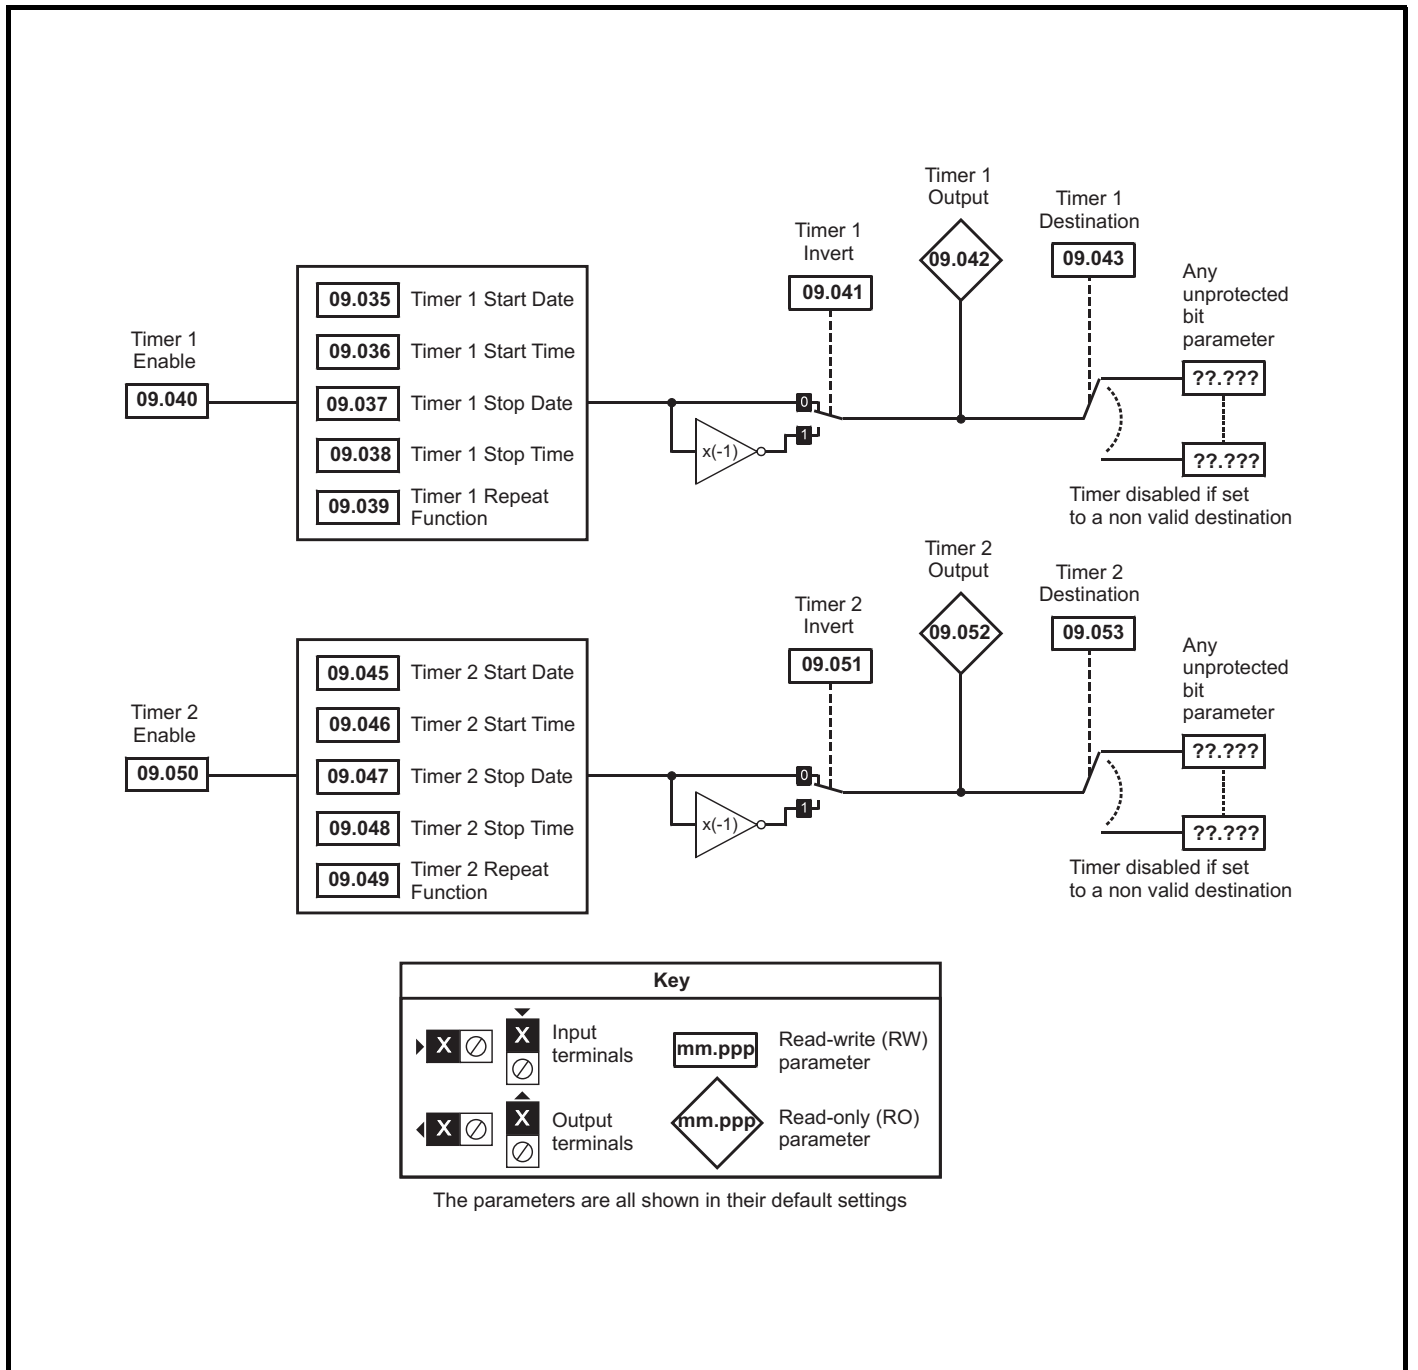 Timer 1
Output
Timer 1
Destination
Timer 1
Invert
09.042
09.043
09.041
Any
unprotected
bit
parameter
09.035 Timer 1 Start Date
Timer 1
Enable
09.036 Timer 1 Start Time
??.???
09.040
09.037 Timer 1 Stop Date
0
1
x(-1)
09.038 Timer 1 Stop Time
??.???
09.039 Timer 1 Repeat
Function
Timer disabled if set
to a non valid destination
Timer 2
Output
Timer 2
Destination
Timer 2
Invert
09.052
09.053
09.051
Any
unprotected
bit
parameter
09.045 Timer 2 Start Date
Timer 2
Enable
09.046 Timer 2 Start Time
??.???
09.050
09.047 Timer 2 Stop Date
0
1
x(-1)
09.048 Timer 2 Stop Time
??.???
09.049 Timer 2 Repeat
Function
Timer disabled if set
to a non valid destination
Key
X
X
Input
terminals
mm.ppp
Read-write (RW)
parameter
X
X
Output
terminals
mm.ppp
Read-only (RO)
parameter
The parameters are all shown in their default settings